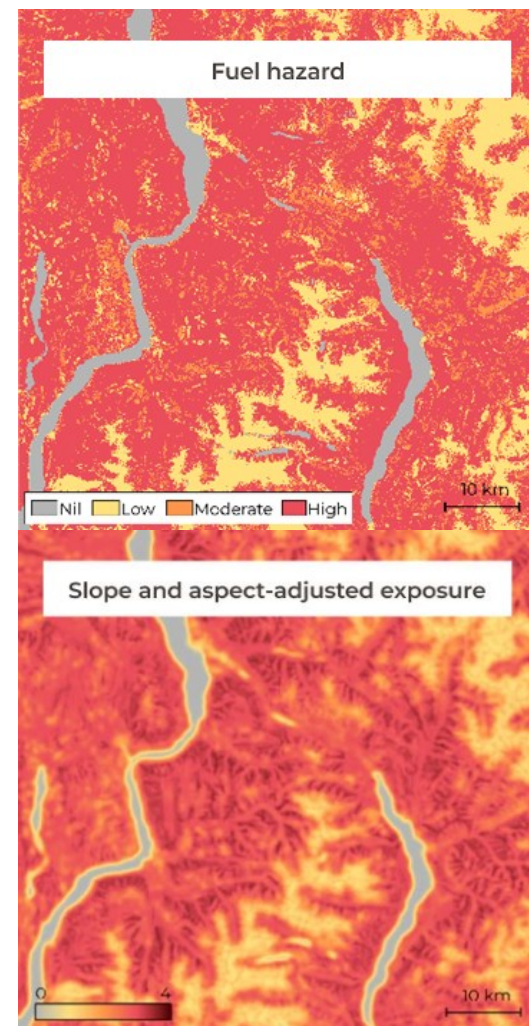 Fuel hazard
10 km
Nil Low Moderate High
Slope and aspect-adjusted exposure
0 4
10 km